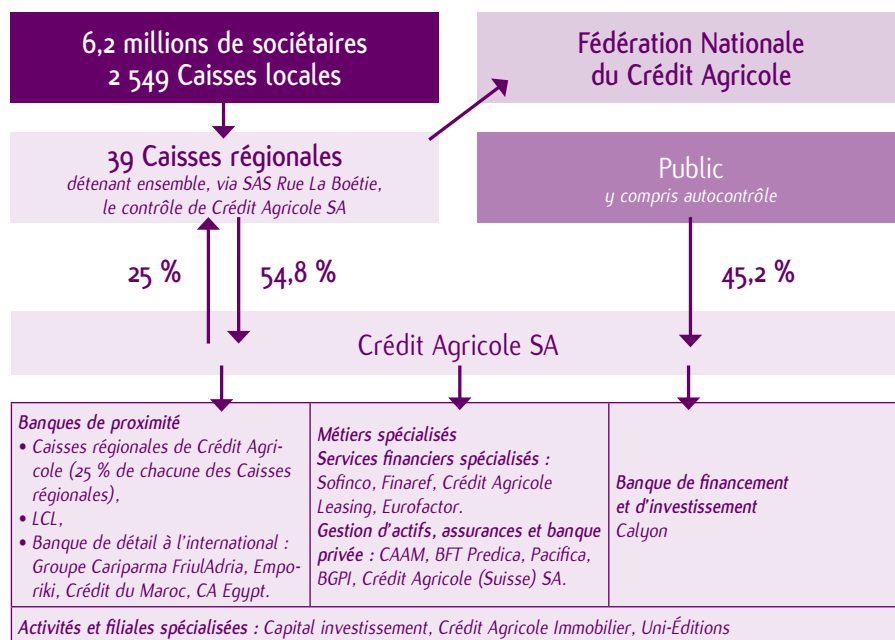 6,2 millions de sociétaires
2 549 Caisses locales
Fédération Nationale
du Crédit Agricole
39 Caisses régionales
détenant ensemble, via SAS Rue La Boétie,
le contrôle de Crédit Agricole SA
Public
y compris autocontrôle
25 %
54,8 %
45,2 %
Crédit Agricole SA
Banques de proximité
• Caisses régionales de Crédit Agri-
cole (25 % de chacune des Caisses
régionales),
• LCL,
• Banque de détail à l'international :
Groupe Cariparma FriulAdria, Empo-
riki, Crédit du Maroc, CA Egypt.
Métiers spécialisés
Services financiers spécialisés :
Sofinco, Finaref, Crédit Agricole
Leasing, Eurofactor.
Gestion d'actifs, assurances et banque
privée : CAAM, BFT Predica, Pacifica,
BGPI, Crédit Agricole (Suisse) SA.
Banque de financement
et d'investissement
Calyon
Activités et filiales spécialisées : Capital investissement, Crédit Agricole Immobilier, Uni-Éditions